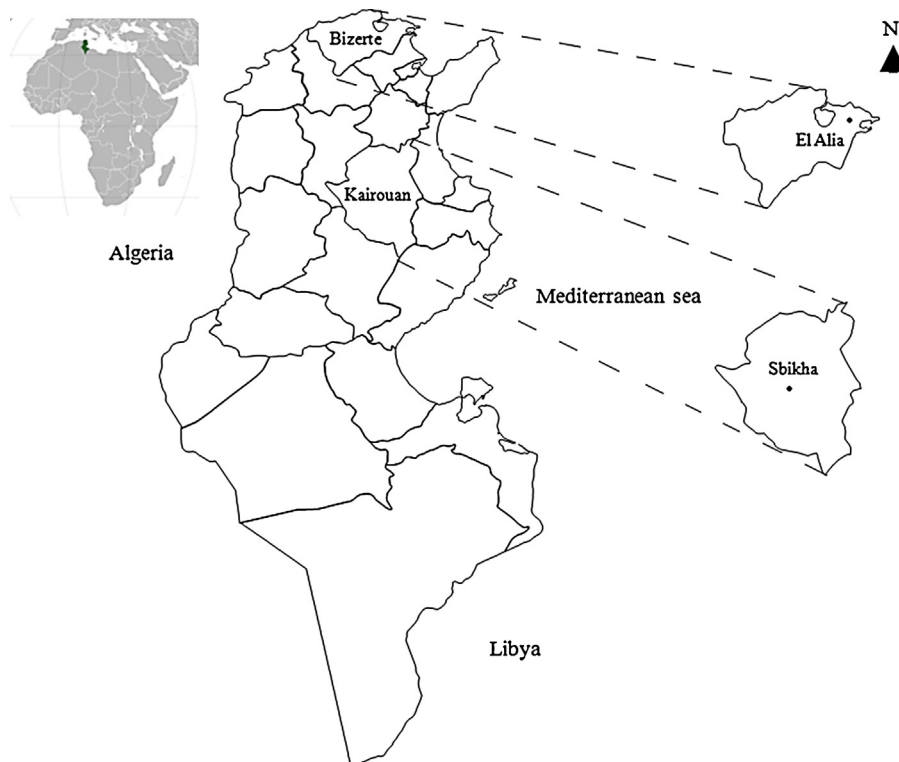 N
Bizerte
El Alia
Kairouan
Algeria
Mediterranean sea
Sbikha
Libya